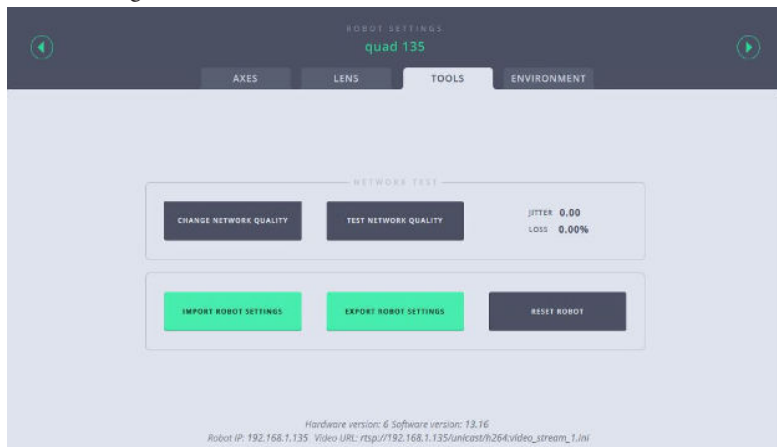 ROBOT SETTINGS
quad 135
AXES LENS TOOLS ENVIRONMENT
NETWORK TEST
CHANGE NETWORK QUALITY TEST NETWORK QUALITY JITTER 0.00
LOSS 0.00%
IMPORT ROBOT SETTINGS EXPORT ROBOT SETTINGS RESET ROBOT
Hardware version: 6 Software version: 13.16
Robot IP: 192.168.1.135 Video URL: rtsp://192.168.1.135/unicast/h264:video_stream_1.ini